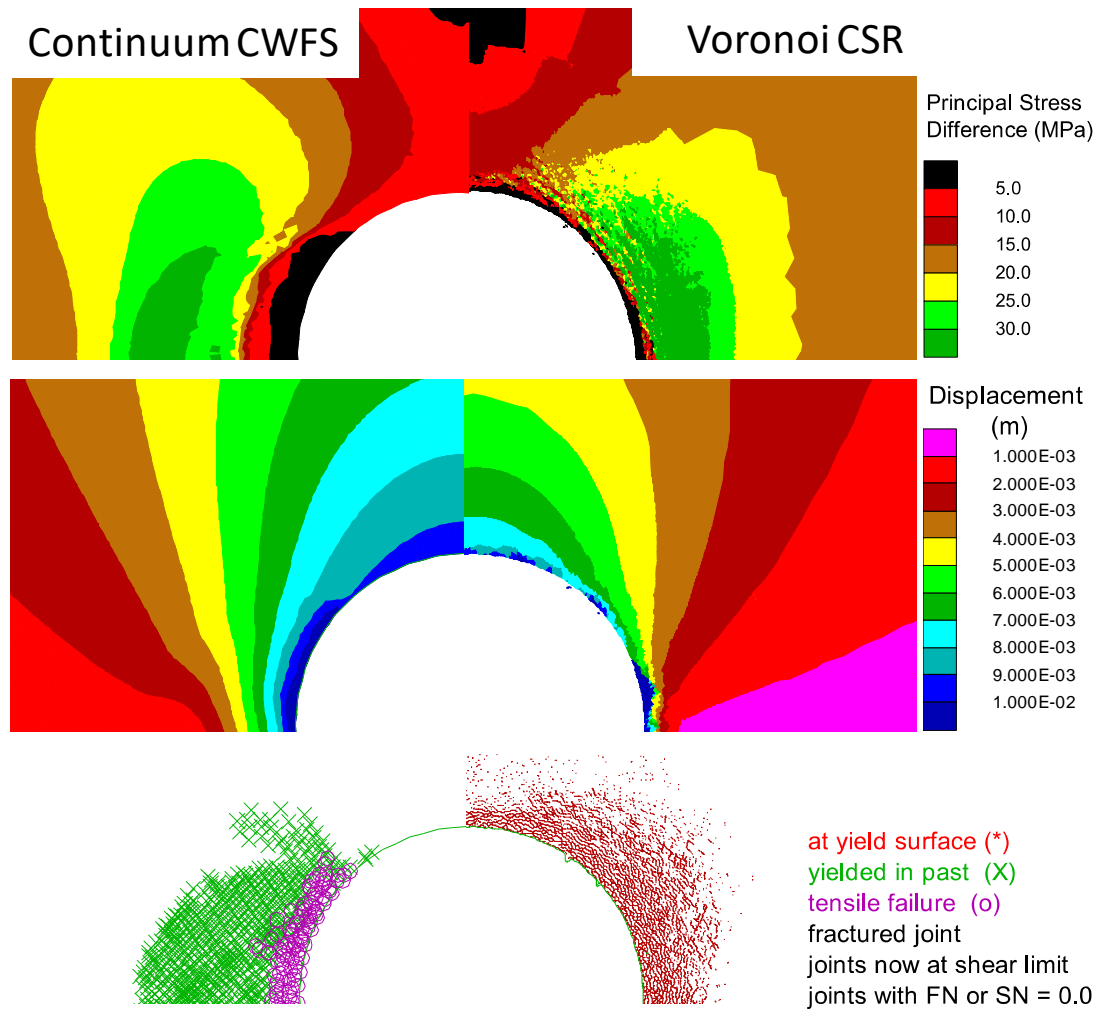 Continuum CWFS
Voronoi CSR
Principal Stress
Difference (MPa)
5.0
10.0
15.0
20.0
25.0
30.0
Displacement
(m)
1.000E-03
2.000E-03
3.000E-03
4.000E-03
5.000E-03
6.000E-03
7.000E-03
8.000E-03
9.000E-03
1.000E-02
at yield surface (*)
yielded in past (X)
tensile failure (o)
fractured joint
joints now at shear limit
joints with FN or SN = 0.0